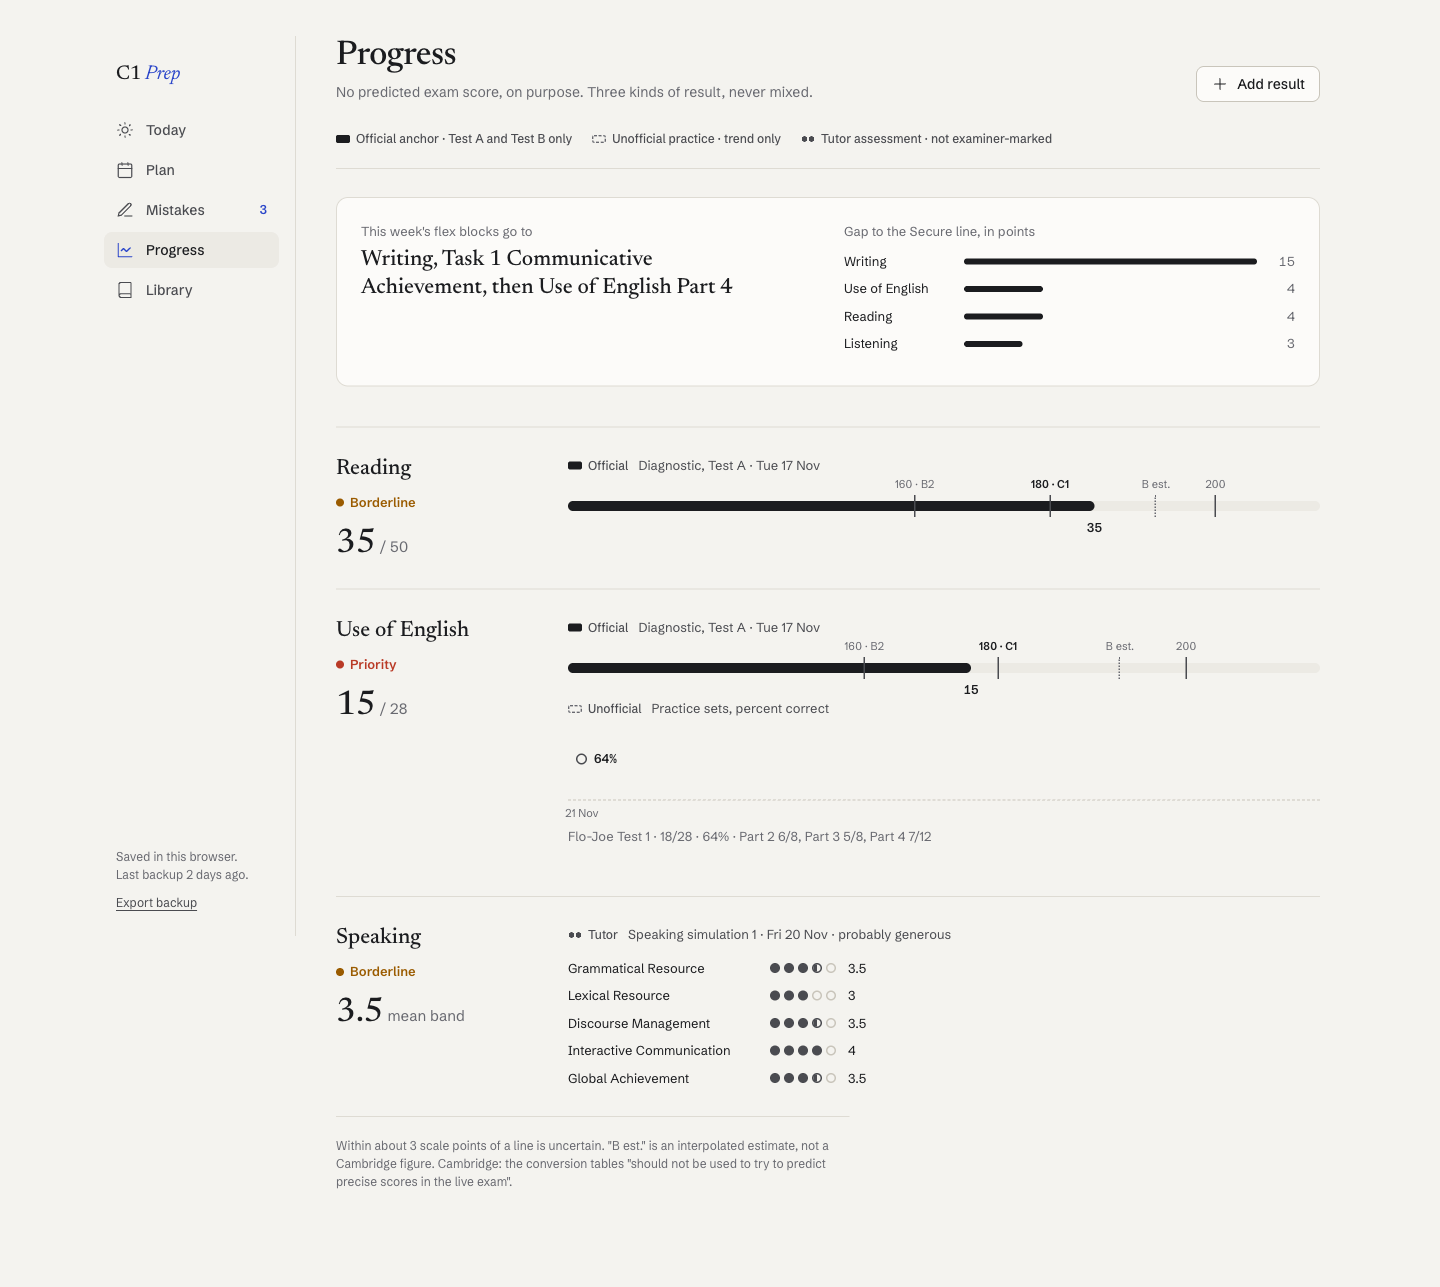 C1 Prep
Today
Plan
Mistakes 3
Progress
Library
Saved in this browser.
Last backup 2 days ago.
Export backup
Progress
No predicted exam score, on purpose. Three kinds of result, never mixed.
Add result
Official anchor · Test A and Test B only
Unofficial practice · trend only
Tutor assessment · not examiner-marked
This week's flex blocks go to
Writing, Task 1 Communicative
Achievement, then Use of English Part 4
Gap to the Secure line, in points
Writing 15
Use of English 4
Reading 4
Listening 3
Reading
Borderline
35 / 50
Official Diagnostic, Test A · Tue 17 Nov
160 · B2 180 · C1 B est. 200
35
Use of English
Priority
15 / 28
Official Diagnostic, Test A · Tue 17 Nov
160 · B2 180 · C1 B est. 200
15
Unofficial Practice sets, percent correct
64%
21 Nov
Flo-Joe Test 1 · 18/28 · 64% · Part 2 6/8, Part 3 5/8, Part 4 7/12
Speaking
Borderline
3.5 mean band
Tutor Speaking simulation 1 · Fri 20 Nov · probably generous
Grammatical Resource 3.5
Lexical Resource 3
Discourse Management 3.5
Interactive Communication 4
Global Achievement 3.5
Within about 3 scale points of a line is uncertain. "B est." is an interpolated estimate, not a
Cambridge figure. Cambridge: the conversion tables "should not be used to try to predict
precise scores in the live exam".